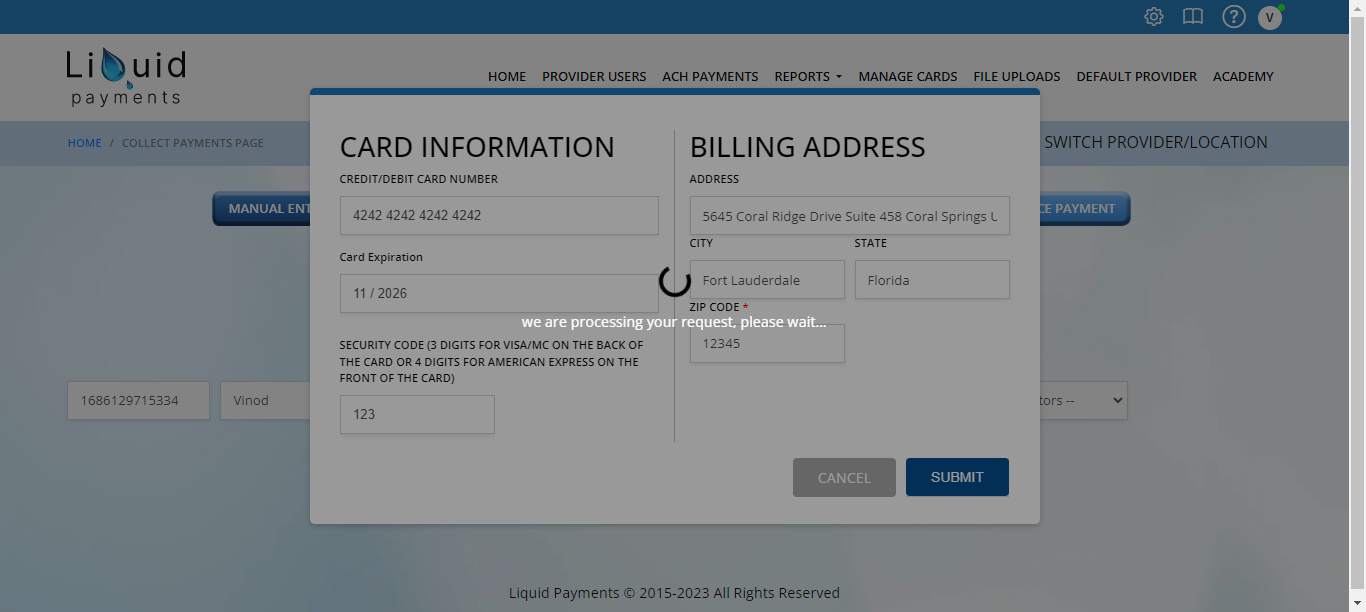 V
Liquid
payments
HOME PROVIDER USERS ACH PAYMENTS REPORTS MANAGE CARDS FILE UPLOADS DEFAULT PROVIDER ACADEMY
HOME / COLLECT PAYMENTS PAGE
SWITCH PROVIDER/LOCATION
MANUAL ENT
CE PAYMENT
CARD INFORMATION
CREDIT/DEBIT CARD NUMBER
4242 4242 4242 4242
Card Expiration
11 / 2026
SECURITY CODE (3 DIGITS FOR VISA/MC ON THE BACK OF
THE CARD OR 4 DIGITS FOR AMERICAN EXPRESS ON THE
FRONT OF THE CARD)
123
BILLING ADDRESS
ADDRESS
5645 Coral Ridge Drive Suite 458 Coral Springs U
CITY STATE
Fort Lauderdale Florida
ZIP CODE *
12345
we are processing your request, please wait...
1686129715334 Vinod
tors --
CANCEL SUBMIT
Liquid Payments © 2015-2023 All Rights Reserved